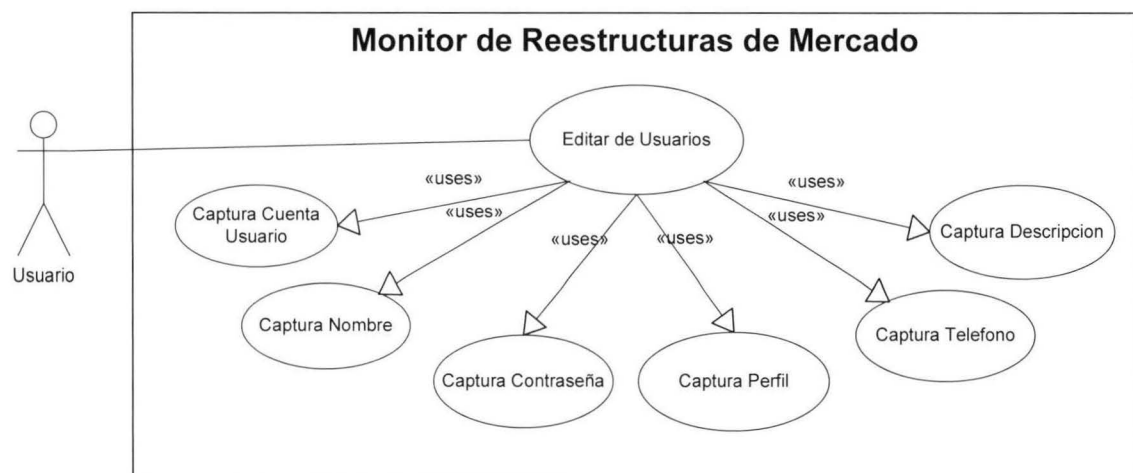 Monitor de Reestructuras de Mercado
Editar de Usuarios
«uses»
«uses»
«uses»
«uses»
«uses»
«uses»
Captura Cuenta
Usuario
Captura Descripcion
Usuario
Captura Nombre
Captura Telefono
Captura Contraseña
Captura Perfil